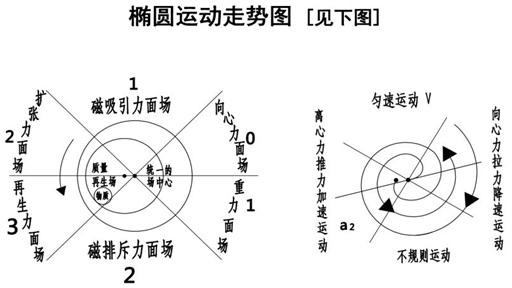 椭圆运动走势图 [见下图]
1
磁吸引力面场
扩张力面场
2
向心力面场
0
质量
再生场
物质
统一的
场中心
再生力面场
3
重力面场
1
磁排斥力面场
2
匀速运动 V
离心力推力加速运动
a2
向心力拉力降速运动
不规则运动